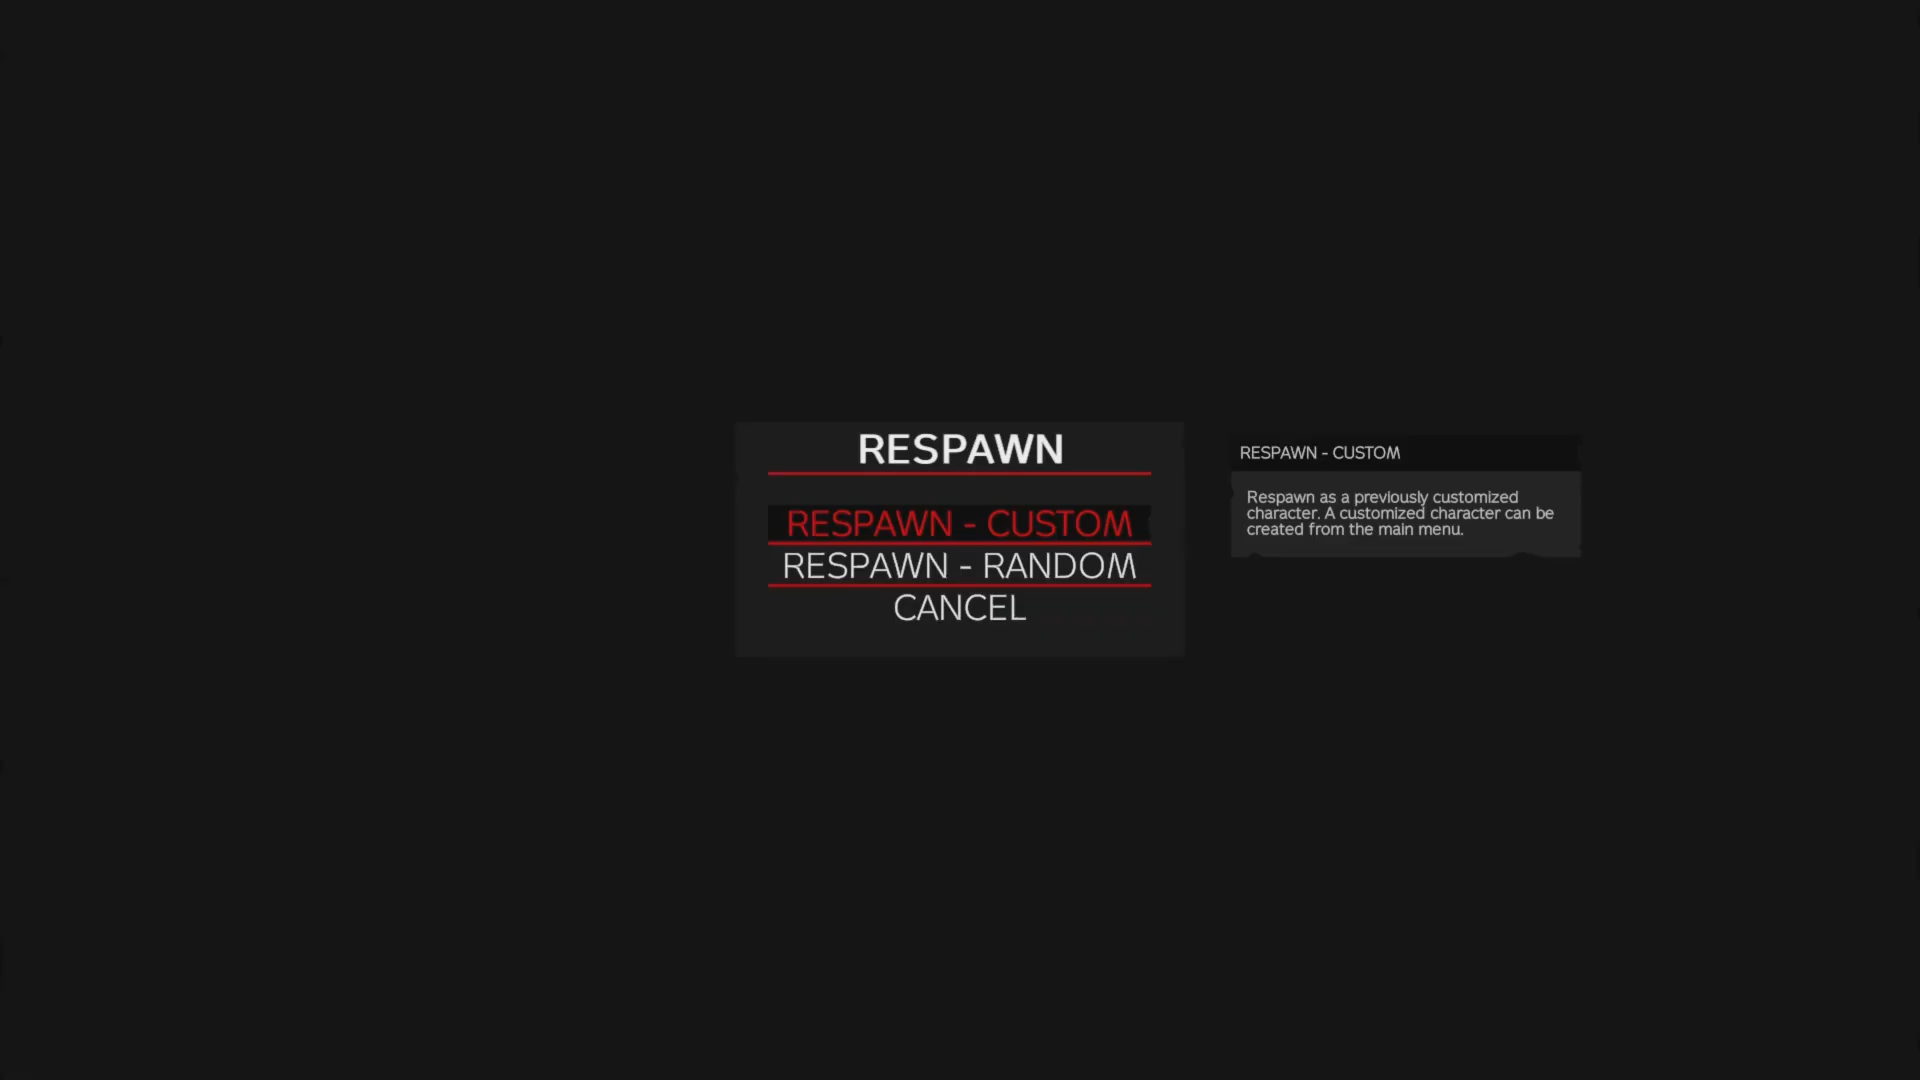 RESPAWN
RESPAWN - CUSTOM
RESPAWN - RANDOM
CANCEL
RESPAWN - CUSTOM
Respawn as a previously customized
character. A customized character can be
created from the main menu.